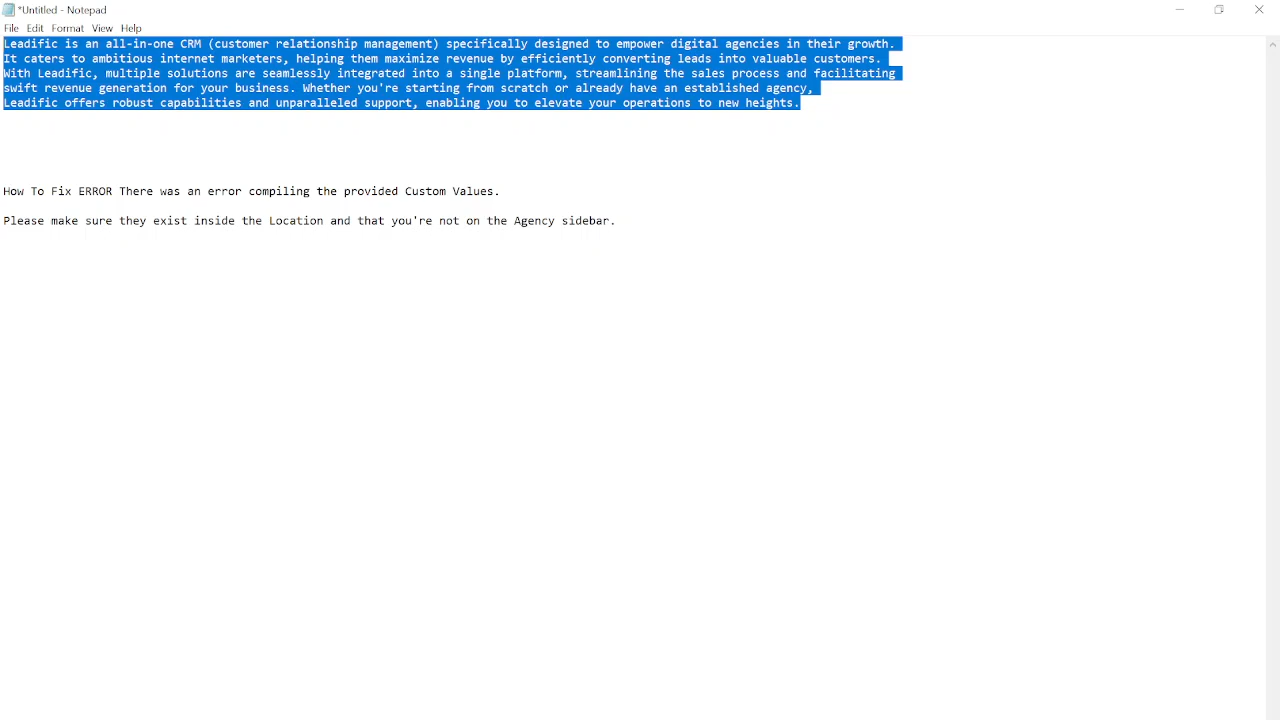 *Untitled - Notepad
File Edit Format View Help
Leadific is an all-in-one CRM (customer relationship management) specifically designed to empower digital agencies in their growth.
It caters to ambitious internet marketers, helping them maximize revenue by efficiently converting leads into valuable customers.
With Leadific, multiple solutions are seamlessly integrated into a single platform, streamlining the sales process and facilitating
swift revenue generation for your business. Whether you're starting from scratch or already have an established agency,
Leadific offers robust capabilities and unparalleled support, enabling you to elevate your operations to new heights.
How To Fix ERROR There was an error compiling the provided Custom Values.
Please make sure they exist inside the Location and that you're not on the Agency sidebar.